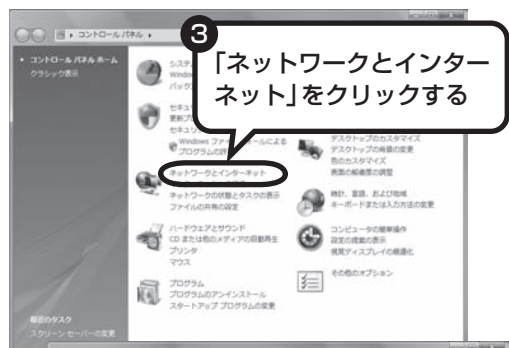 コントロール パネル
3
「ネットワークとインター
ネット」をクリックする
コントロール パネル ホーム
クラシック表示
システ
Windo
バック
セキュリ
更新プ
Windows ファイ
ールによる
プログラムの許
ネットワークとインターネット
ネットワークの状態とタスクの表示
ファイルの共有の設定
ハードウェアとサウンド
CD または他のメディアの自動再生
プリンタ
マウス
プログラム
プログラムのアンインストール
スタートアップ プログラムの変更
デスクトップのカスタマイズ
デスクトップの背景の変更
色のカスタマイズ
画面の解像度の調整
時計、言語、および地域
キーボードまたは入力方法の変更
コンピュータの簡単操作
設定の提案の表示
視覚ディスプレイの最適化
その他のオプション
最近のタスク
スクリーン セーバーの変更